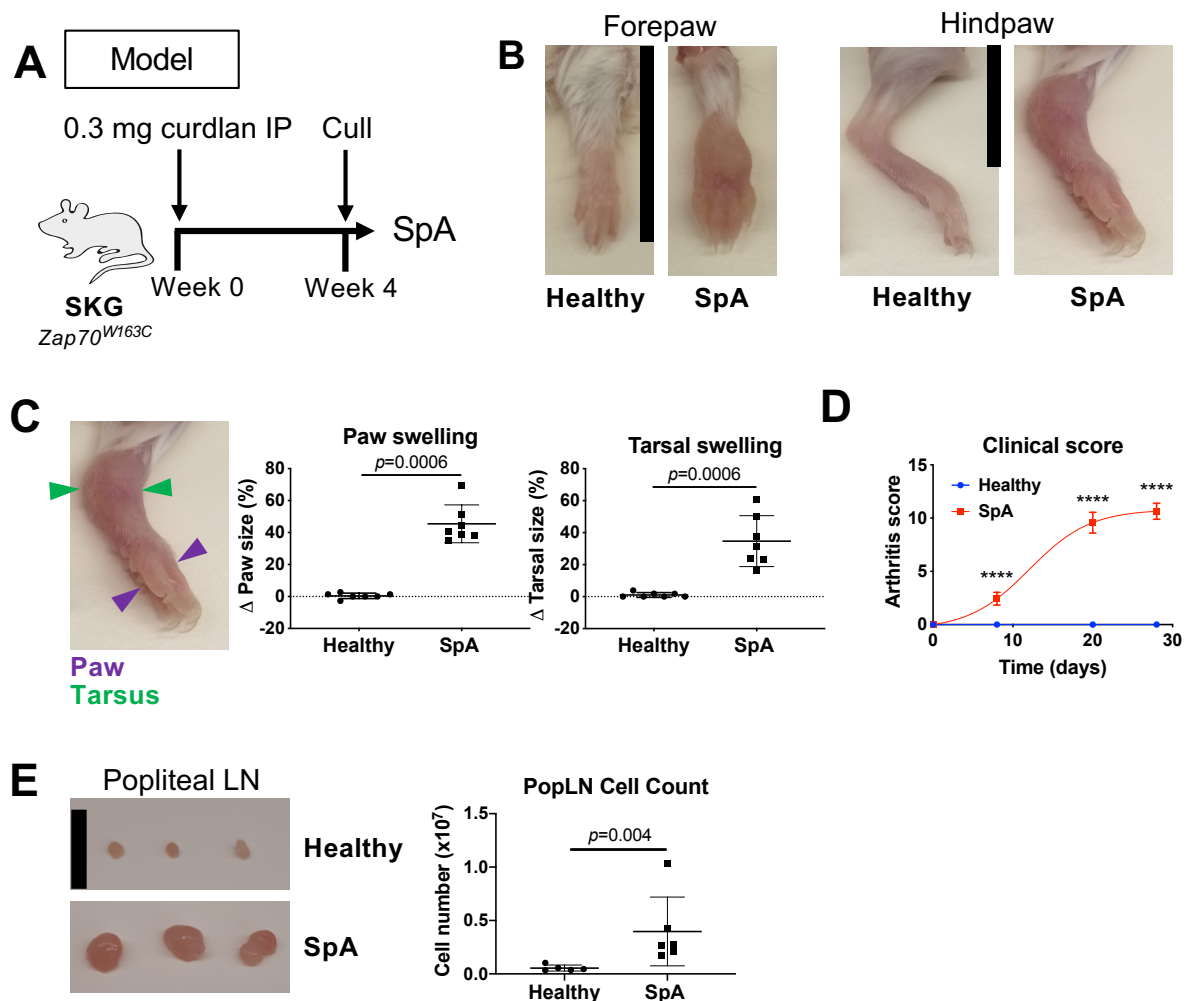 A
Model
0.3 mg curdlan IP
Cull
SpA
Week 0
Week 4
SKG
Zap70W163C
B
Forepaw
Hindpaw
Healthy
SpA
Healthy
SpA
C
Paw
Tarsus
Paw swelling
p=0.0006
Δ Paw size (%)
80
60
40
20
0
-20
Healthy
SpA
Tarsal swelling
p=0.0006
Δ Tarsal size (%)
80
60
40
20
0
-20
Healthy
SpA
D
Clinical score
Arthritis score
15
10
5
0
Healthy
SpA
****
****
****
0
10
20
30
Time (days)
E
Popliteal LN
Healthy
SpA
PopLN Cell Count
p=0.004
Cell number (x10⁷)
1.5
1.0
0.5
0.0
Healthy
SpA